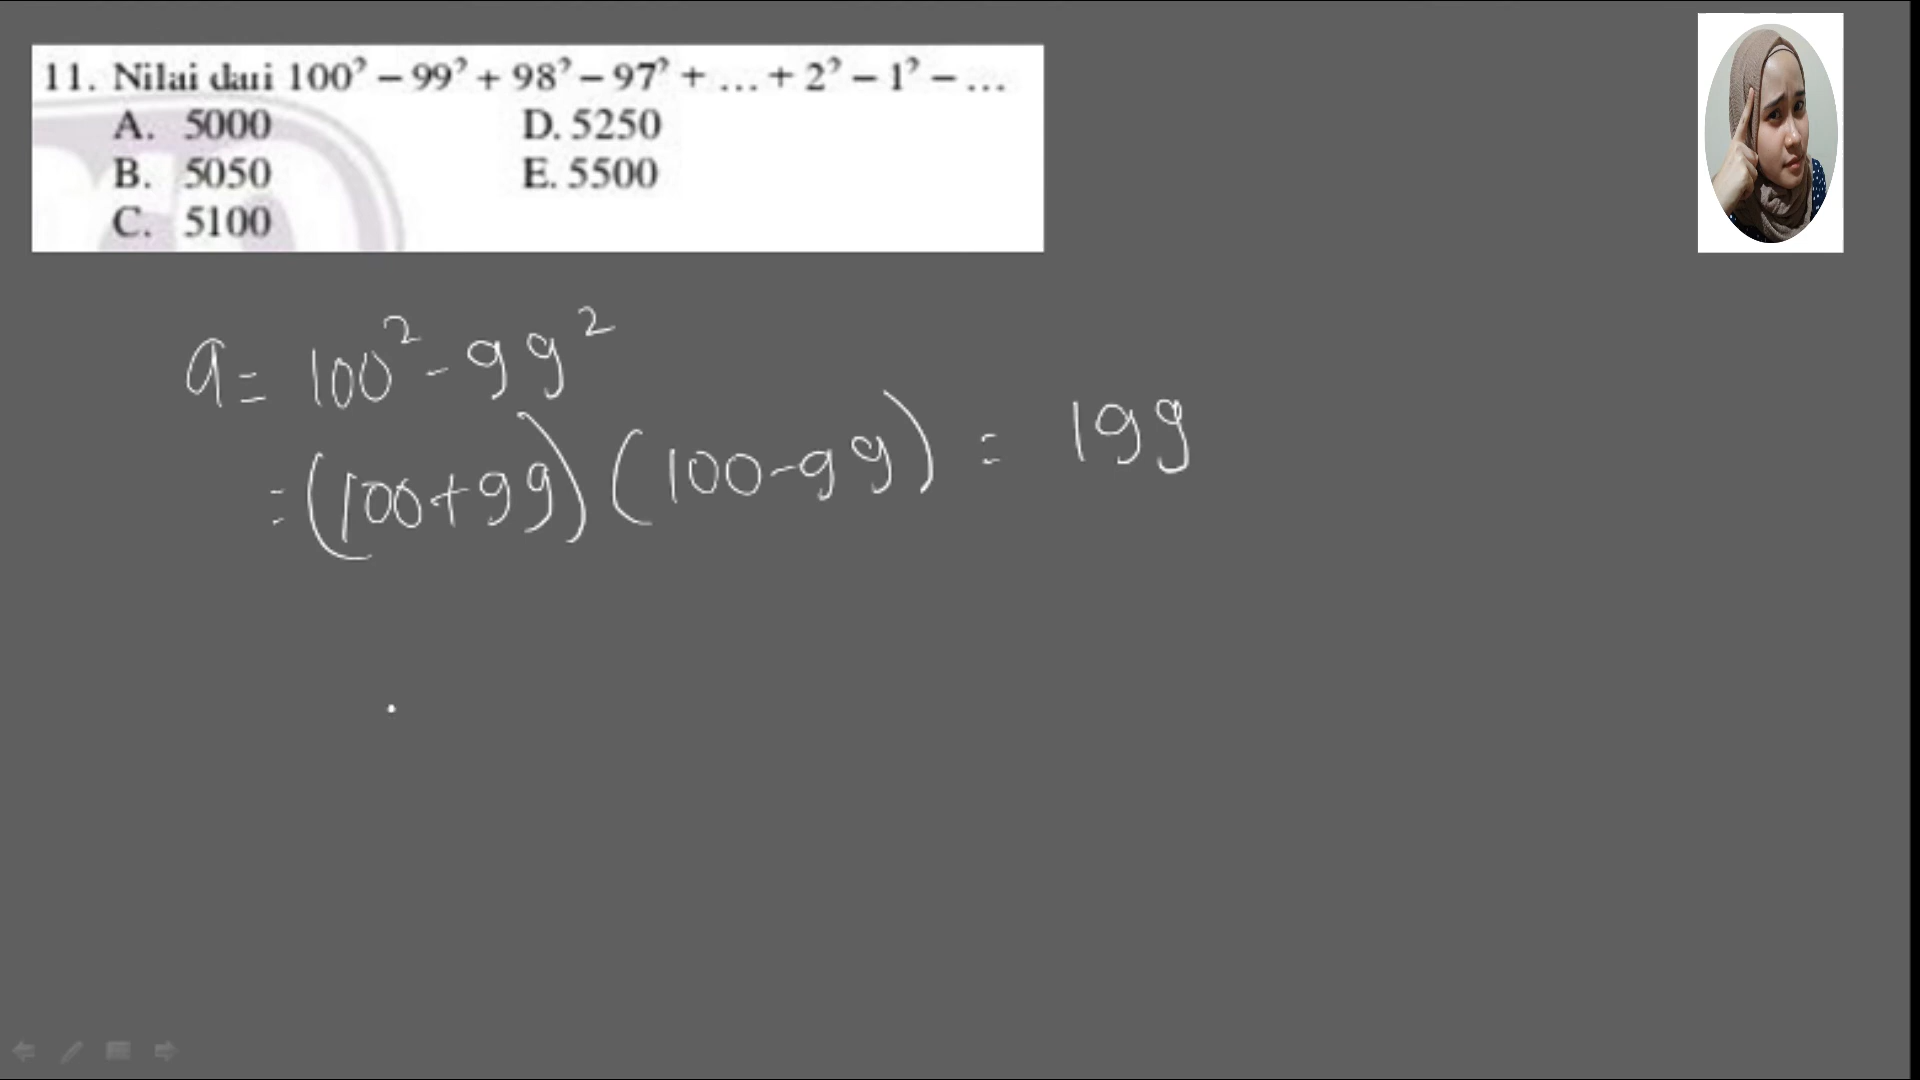 11. Nilai dari 100² – 99² + 98² – 97² + ... + 2² – 1² – ...
A. 5000
B. 5050
C. 5100
D. 5250
E. 5500
a = 100² - 99²
= (100+99) (100-99) = 199